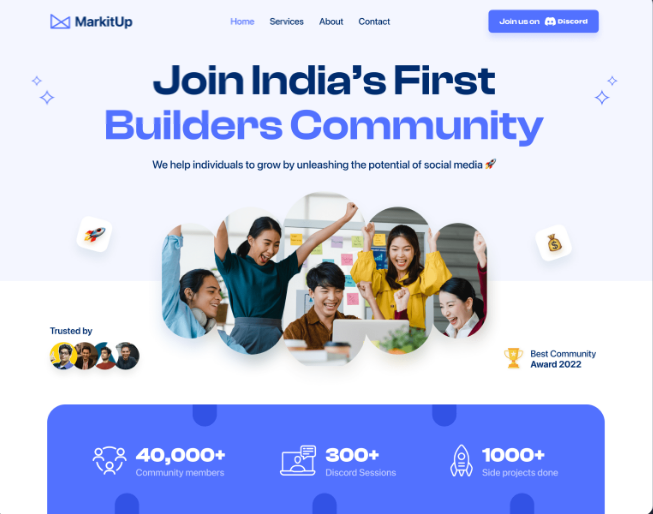 MarkitUp
Home Services About Contact
Join us on Discord
Join India's First
Builders Community
We help individuals to grow by unleashing the potential of social media 🚀
Trusted by
Best Community
Award 2022
40,000+
Community members
300+
Discord Sessions
1000+
Side projects done